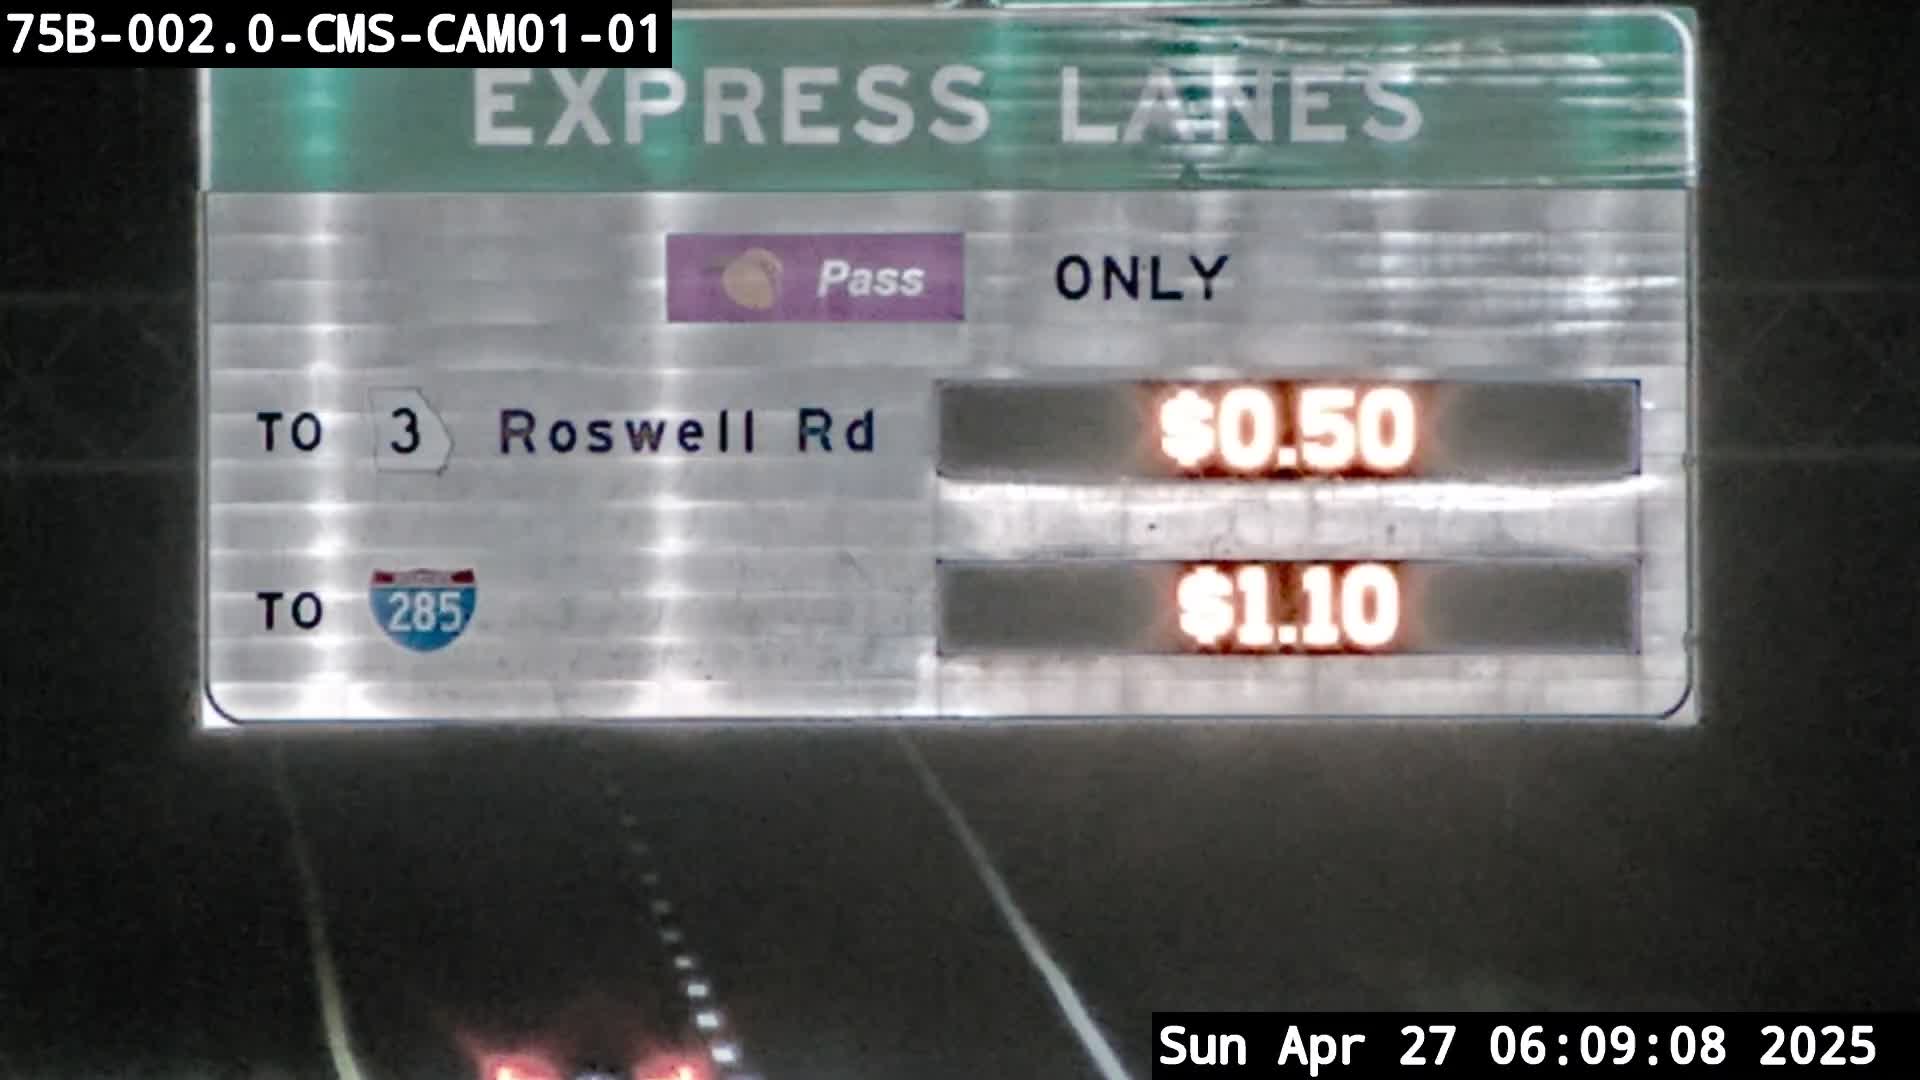 75B-002.0-CMS-CAM01-01
EXPRESS LANES
Pass ONLY
TO 3 Roswell Rd $0.50
TO 285 $1.10
Sun Apr 27 06:09:08 2025